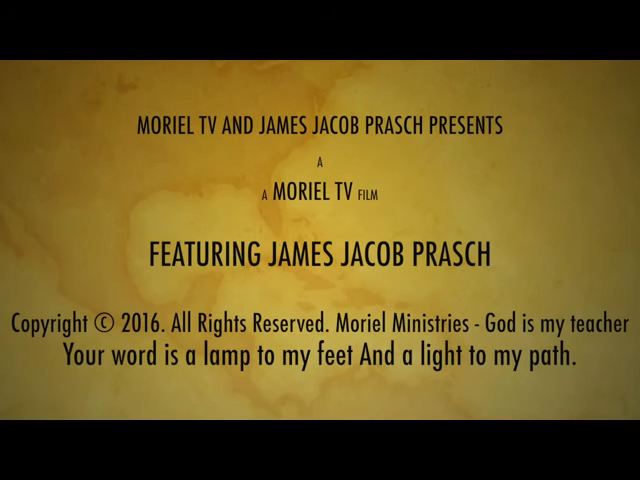 MORIEL TV AND JAMES JACOB PRASCH PRESENTS
A
A MORIEL TV FILM
FEATURING JAMES JACOB PRASCH
Copyright © 2016. All Rights Reserved. Moriel Ministries - God is my teacher
Your word is a lamp to my feet And a light to my path.